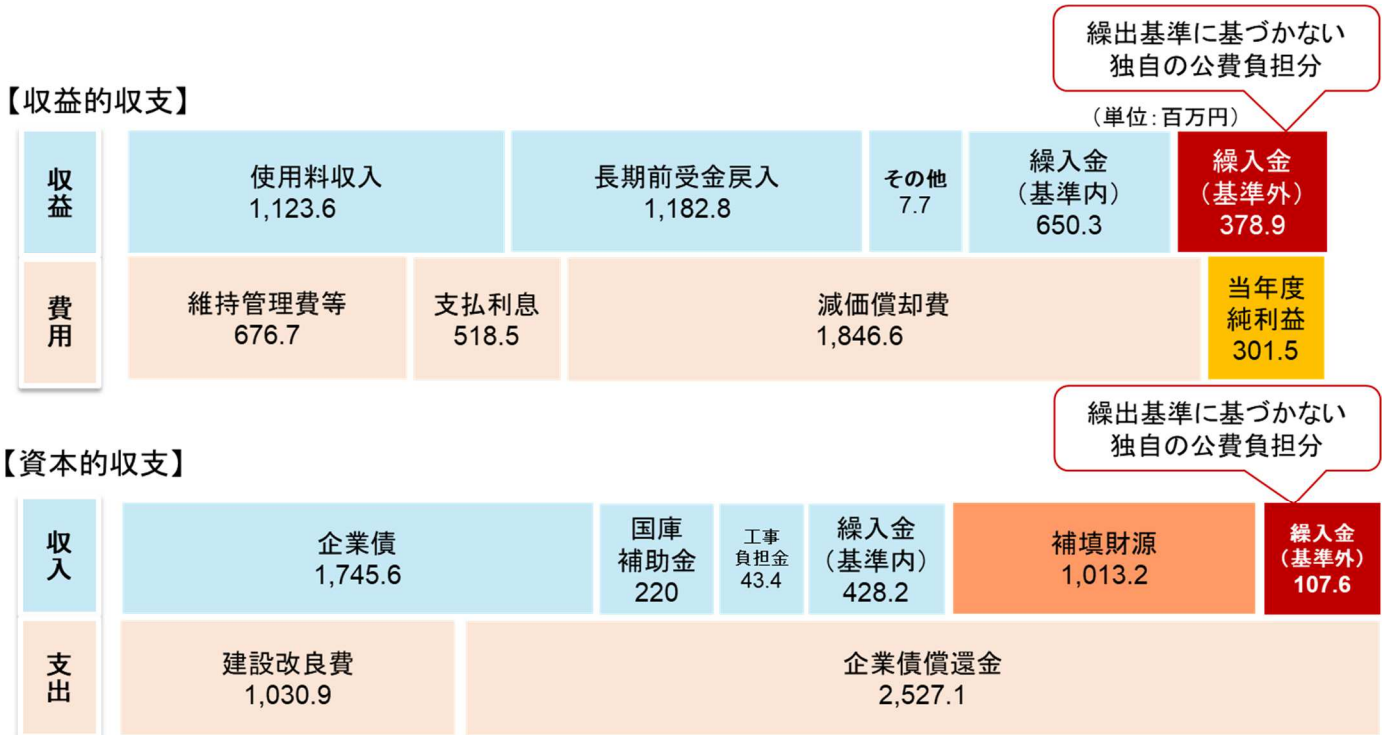 繰出基準に基づかない
独自の公費負担分
【収益的収支】
（単位：百万円）
収益
使用料収入
1,123.6
長期前受金戻入
1,182.8
その他
7.7
繰入金
（基準内）
650.3
繰入金
（基準外）
378.9
費用
維持管理費等
676.7
支払利息
518.5
減価償却費
1,846.6
当年度
純利益
301.5
繰出基準に基づかない
独自の公費負担分
【資本的収支】
収入
企業債
1,745.6
国庫
補助金
220
工事
負担金
43.4
繰入金
（基準内）
428.2
補填財源
1,013.2
繰入金
（基準外）
107.6
支出
建設改良費
1,030.9
企業債償還金
2,527.1